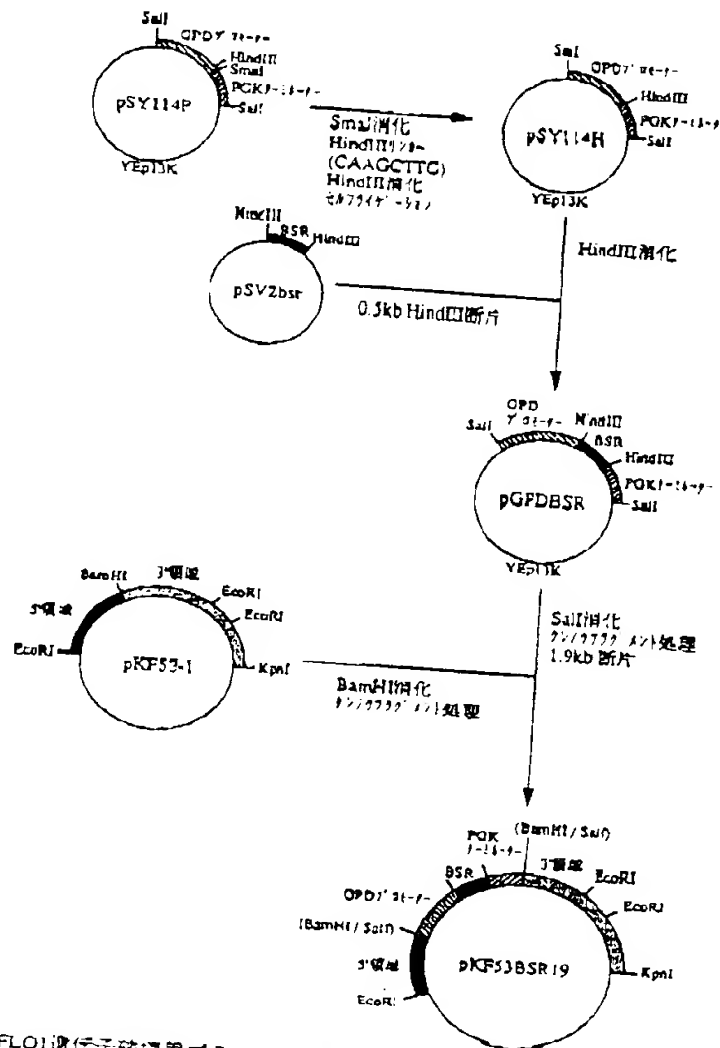 SalI
GPDプロモーター
HindIII
SmaI
PGKターミネーター
SalI
pSY114P
YEp13K
SmaI消化
HindIIIリンカー
(CAAGCTTG)
HindIII消化
セルフライゲーション
SalI
GPDプロモーター
HindIII
PGKターミネーター
SalI
pSY114H
YEp13K
HindIII
BSR
HindIII
pSV2bsr
HindIII消化
0.5kb HindIII断片
GPD
プロモーター
HindIII
SalI
BSR
HindIII
PGKターミネーター
SalI
pGPDBSR
YEp13K
BamHI
3'領域
EcoRI
EcoRI
5'領域
EcoRI
KpnI
pKF53-1
SalI消化
クレノウフラグメント処理
1.9kb 断片
BamHI消化
クレノウフラグメント処理
(BamHI / SalI)
PGK
ターミネーター
3'領域
BSR
EcoRI
GPDプロモーター
EcoRI
(BamHI / SalI)
5'領域
KpnI
EcoRI
pKF53BSR19
FLO1遺伝子破壊用